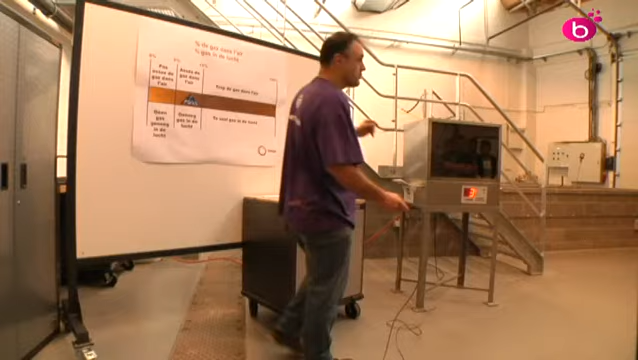 % de gaz dans l'air
% gas in de lucht
Pas
assez de
gaz dans
l'air
Assez de
gaz dans
l'air
Trop de gaz dans l'air
Geen
gas
genoeg
in de
lucht
Genoeg
gas in de
lucht
Te veel gas in de lucht
b